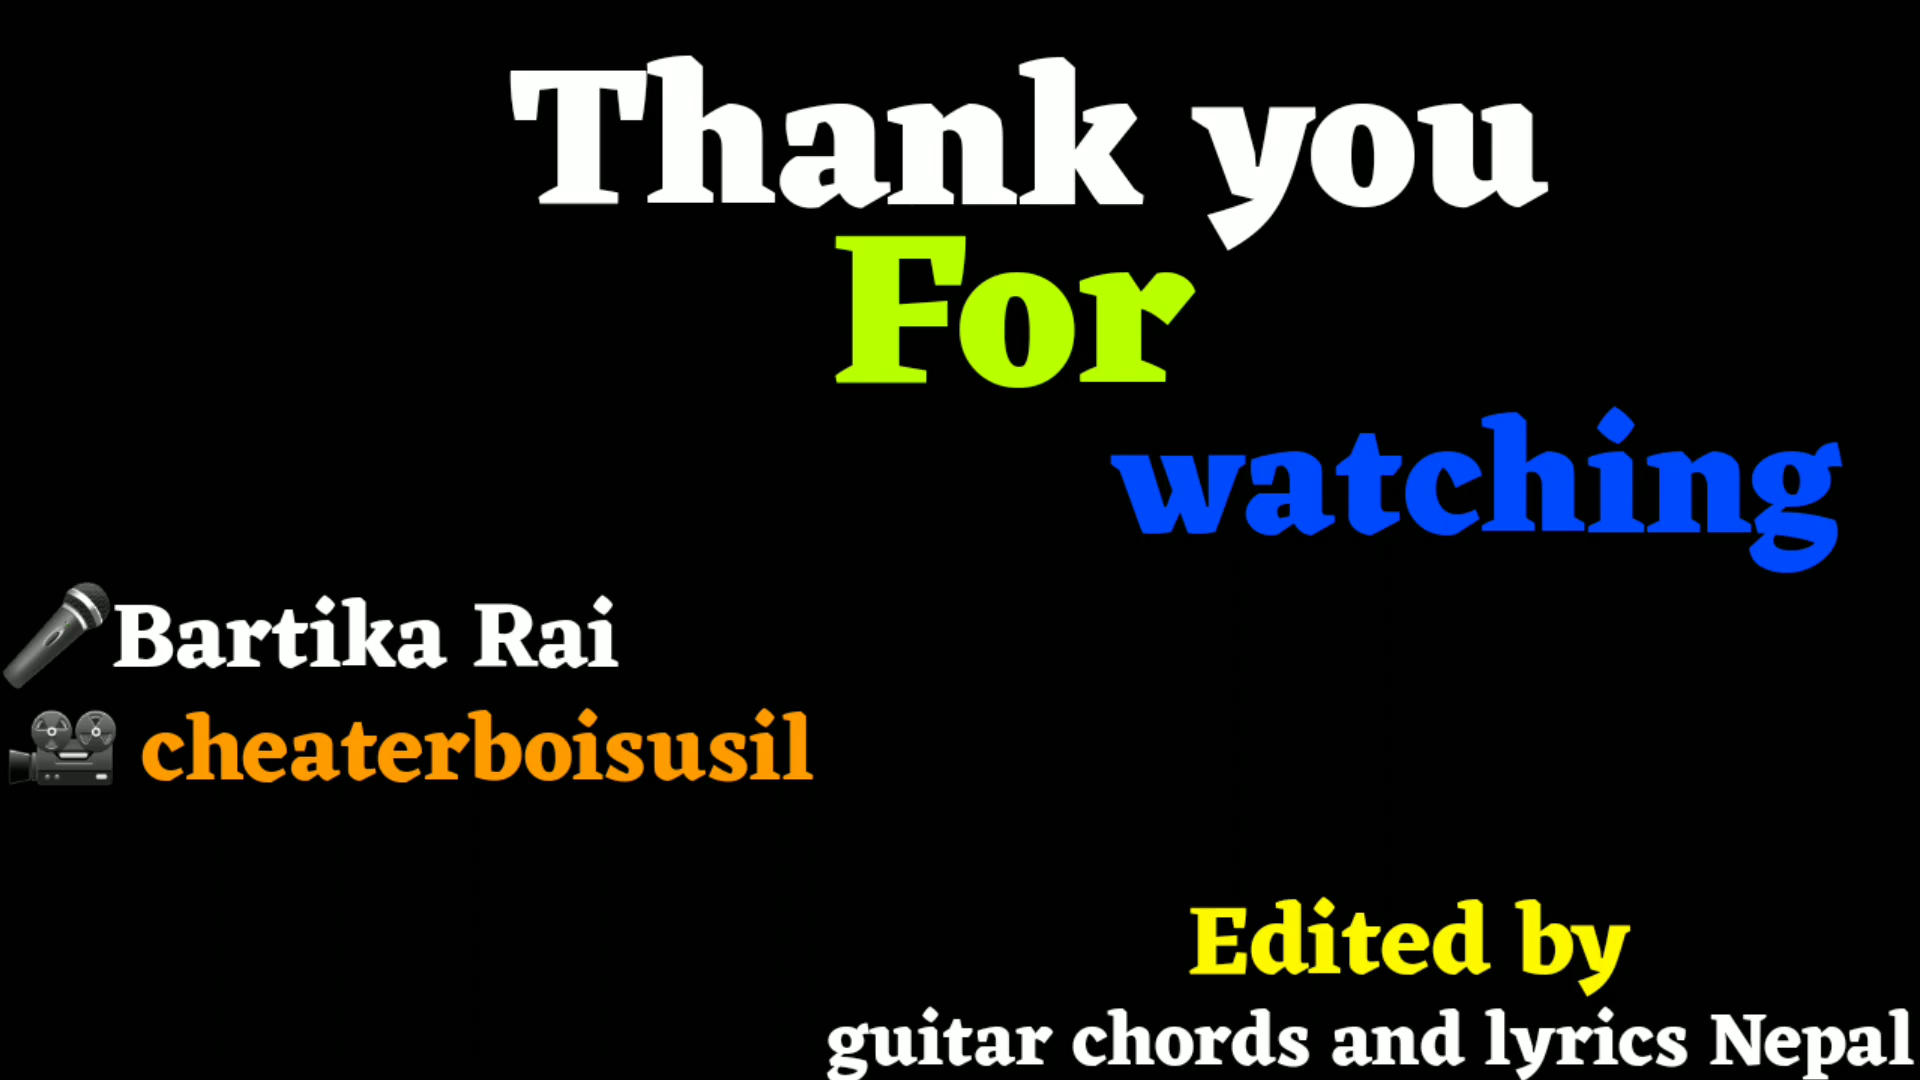 Thank you
For
watching
🎤Bartika Rai
🎥 cheaterboisusil
Edited by
guitar chords and lyrics Nepal